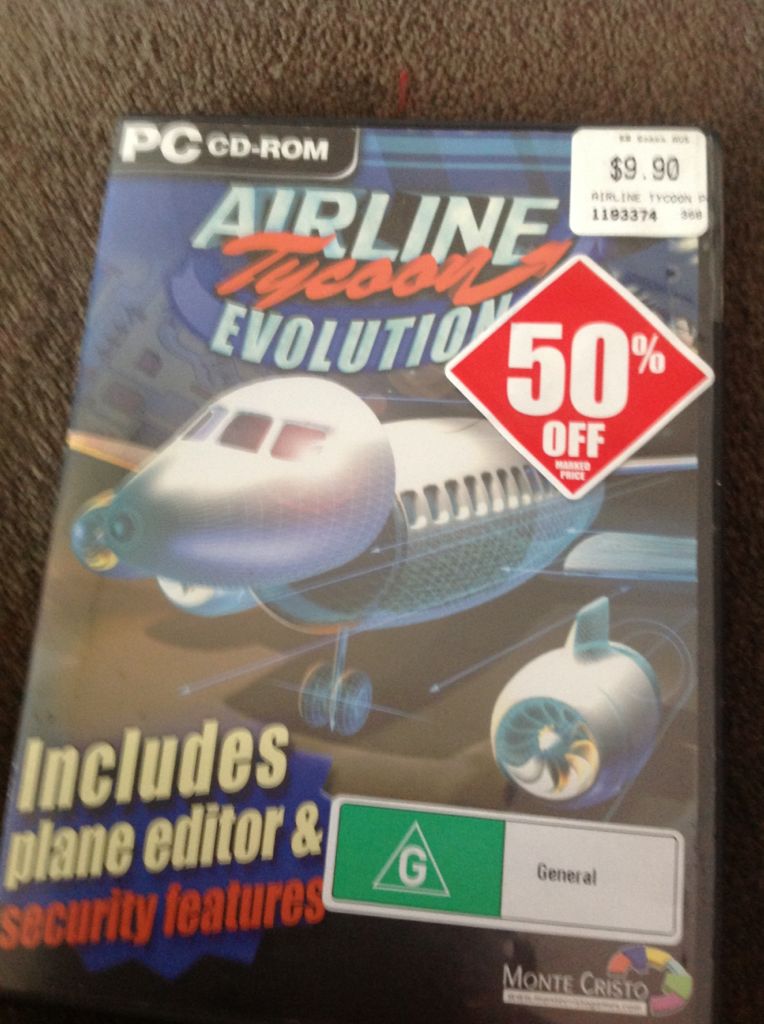 PC CD-ROM
$9.90
AIRLINE TYCOON P
1193374 368
AIRLINE
Tycoon
EVOLUTION
50%
OFF
MARKED
PRICE
Includes
plane editor &
security features
G
General
MONTE CRISTO